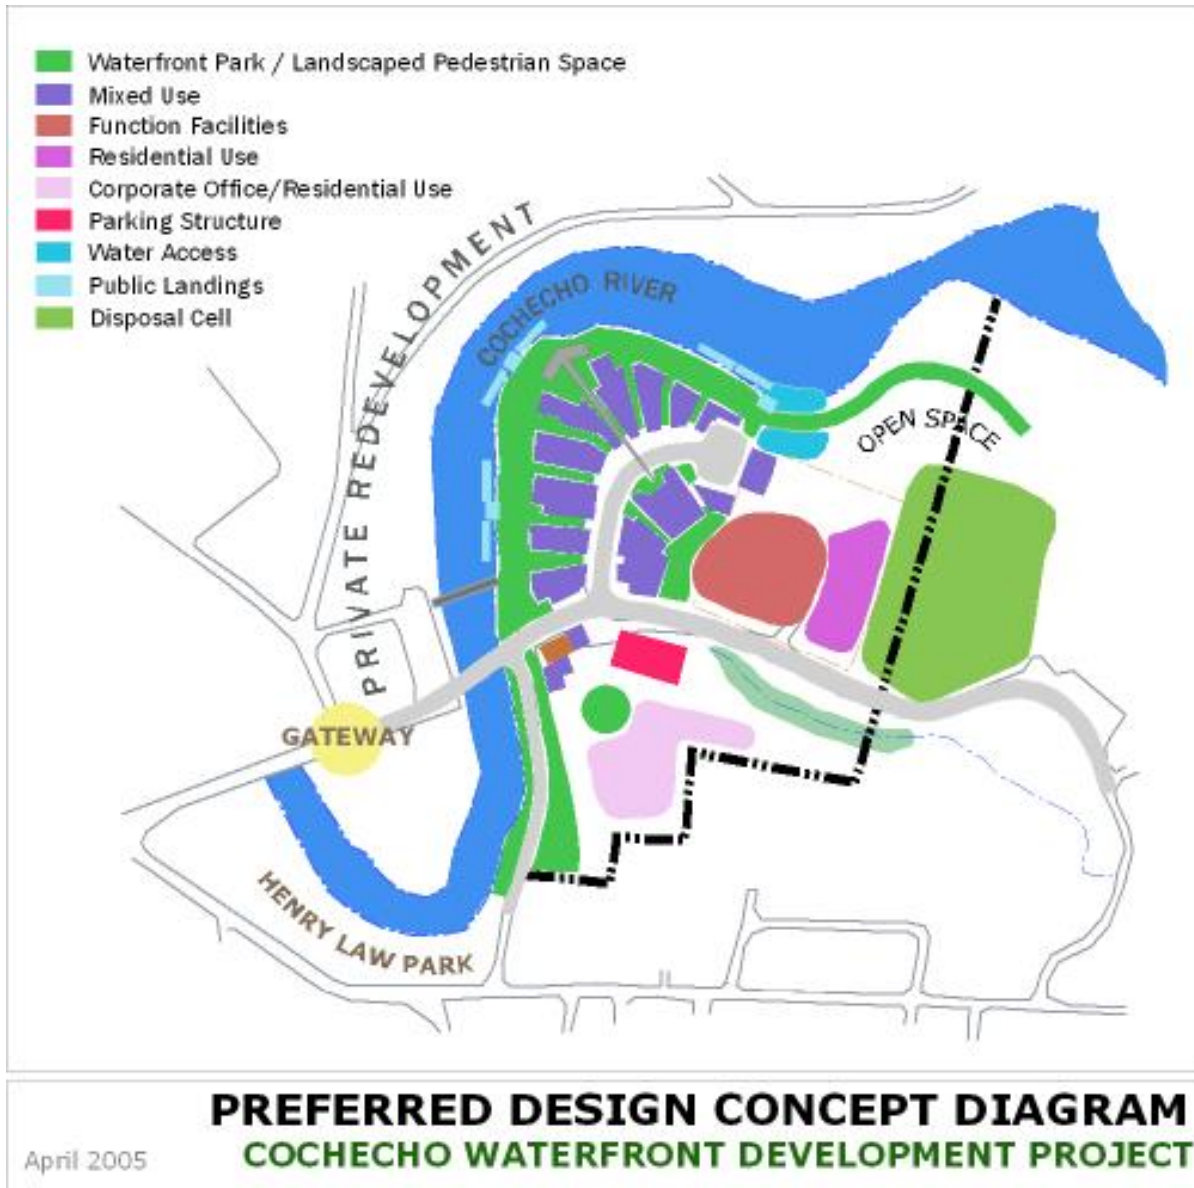 Waterfront Park / Landscaped Pedestrian Space
Mixed Use
Function Facilities
Residential Use
Corporate Office/Residential Use
Parking Structure
Water Access
Public Landings
Disposal Cell
PRIVATE REDEVELOPMENT
COCHECHO RIVER
OPEN SPACE
GATEWAY
HENRY LAW PARK
PREFERRED DESIGN CONCEPT DIAGRAM
April 2005
COCHECHO WATERFRONT DEVELOPMENT PROJECT